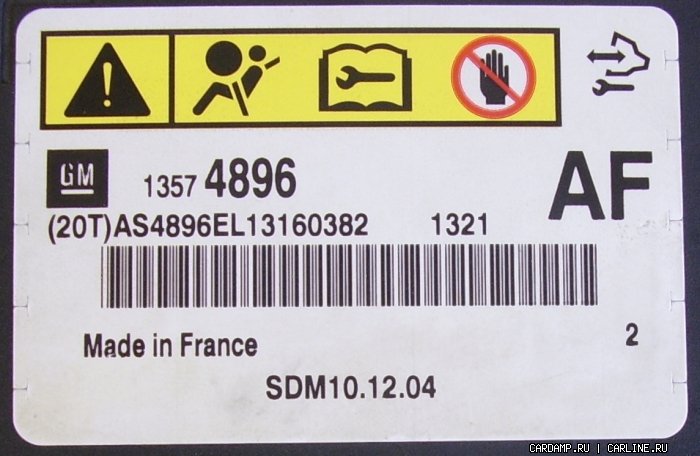 GM 1357 4896 AF
(20T)AS4896EL13160382 1321
Made in France 2
SDM10.12.04
CARDAMP.RU | CARLINE.RU